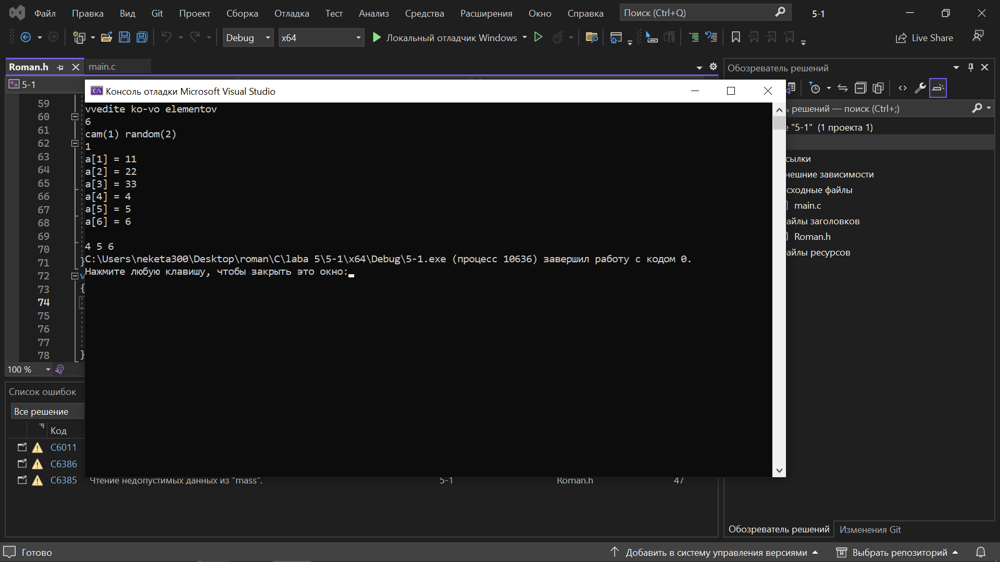 Файл Правка Вид Git Проект Сборка Отладка Тест Анализ Средства Расширения Окно Справка Поиск (Ctrl+Q) 5-1
Debug x64 Локальный отладчик Windows Live Share
Roman.h main.c
5-1
59
60
61
62
63
64
65
66
67
68
69
70
71 }
72 v
73 {
74
75
76
77
78 }
100 %
Консоль отладки Microsoft Visual Studio
vvedite ko-vo elementov
6
cam(1) random(2)
1
a[1] = 11
a[2] = 22
a[3] = 33
a[4] = 4
a[5] = 5
a[6] = 6
4 5 6
C:\Users\neketa300\Desktop\roman\C\laba 5\5-1\x64\Debug\5-1.exe (процесс 10636) завершил работу с кодом 0.
Нажмите любую клавишу, чтобы закрыть это окно:
Обозреватель решений
решений — поиск (Ctrl+;)
"5-1" (1 проекта 1)
сылки
нешние зависимости
сходные файлы
main.c
айлы заголовков
Roman.h
айлы ресурсов
Список ошибок
Все решение
Код
C6011
C6386
C6385 Чтение недопустимых данных из "mass". 5-1 Roman.h 47
Обозреватель решений Изменения Git
Готово Добавить в систему управления версиями Выбрать репозиторий